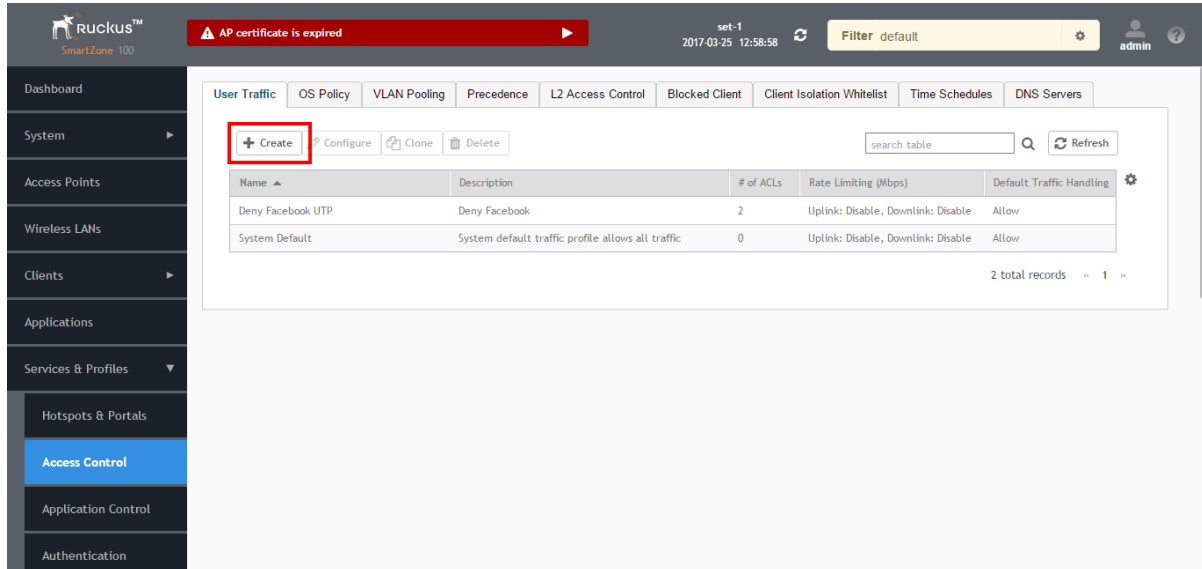 Ruckus™
SmartZone 100
AP certificate is expired
set-1
2017-03-25 12:58:58
Filter default
admin
Dashboard
System
Access Points
Wireless LANs
Clients
Applications
Services & Profiles
Hotspots & Portals
Access Control
Application Control
Authentication
User Traffic OS Policy VLAN Pooling Precedence L2 Access Control Blocked Client Client Isolation Whitelist Time Schedules DNS Servers
Create Configure Clone Delete search table Refresh
Name Description # of ACLs Rate Limiting (Mbps) Default Traffic Handling
Deny Facebook UTP Deny Facebook 2 Uplink: Disable, Downlink: Disable Allow
System Default System default traffic profile allows all traffic 0 Uplink: Disable, Downlink: Disable Allow
2 total records « 1 »